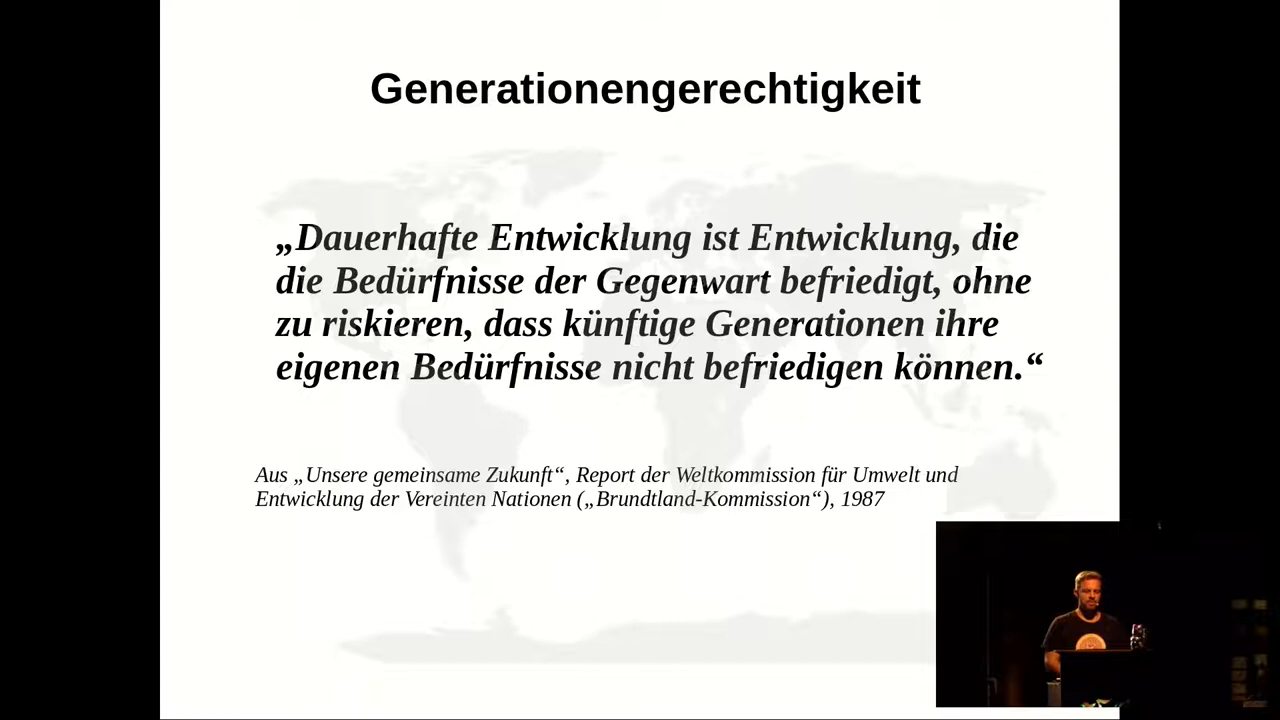 Generationengerechtigkeit
„Dauerhafte Entwicklung ist Entwicklung, die
die Bedürfnisse der Gegenwart befriedigt, ohne
zu riskieren, dass künftige Generationen ihre
eigenen Bedürfnisse nicht befriedigen können.“
Aus „Unsere gemeinsame Zukunft“, Report der Weltkommission für Umwelt und
Entwicklung der Vereinten Nationen („Brundtland-Kommission“), 1987